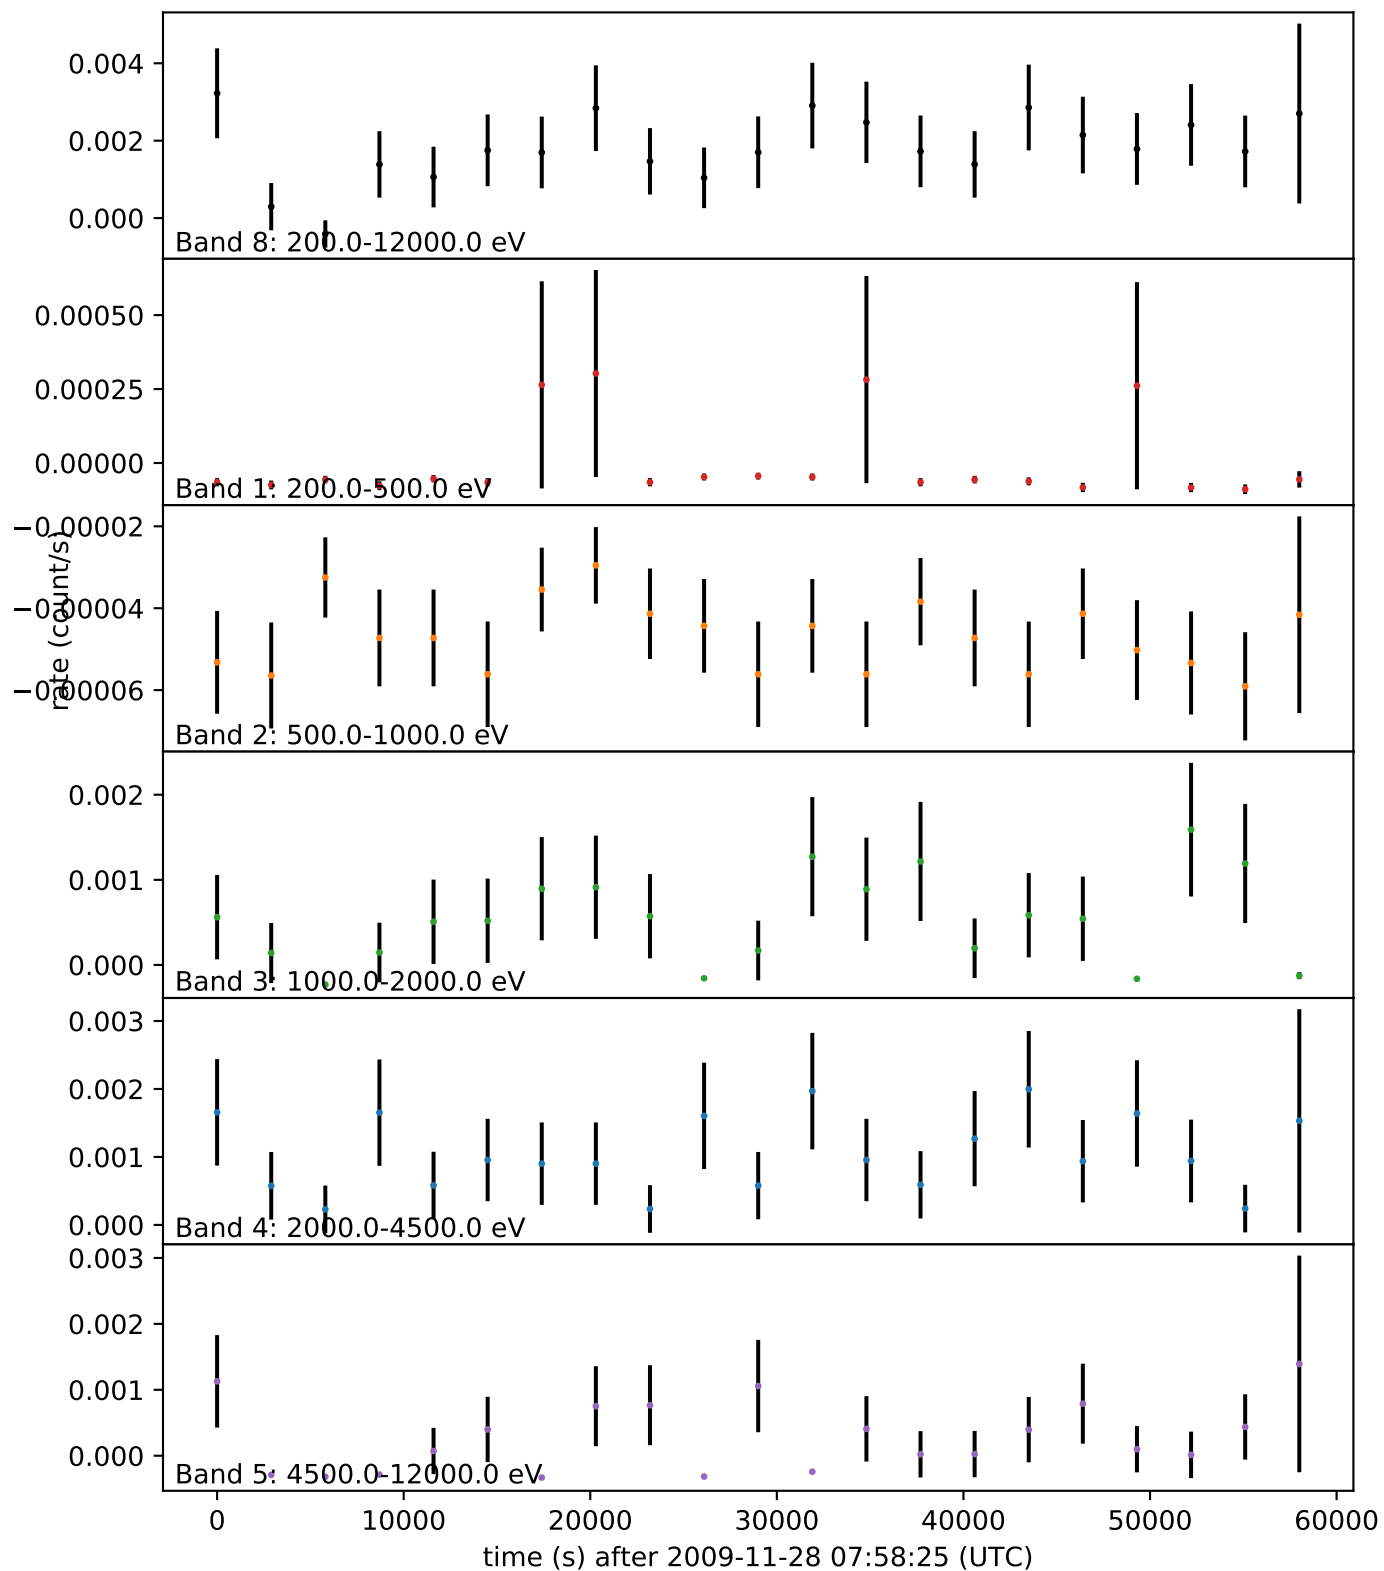 0.004
0.002
0.000
Band 8: 200.0-12000.0 eV
0.00050
0.00025
0.00000
Band 1: 200.0-500.0 eV
−0.00002
−0.00004
−0.00006
rate (count/s)
Band 2: 500.0-1000.0 eV
0.002
0.001
0.000
Band 3: 1000.0-2000.0 eV
0.003
0.002
0.001
0.000
Band 4: 2000.0-4500.0 eV
0.003
0.002
0.001
0.000
Band 5: 4500.0-12000.0 eV
0 10000 20000 30000 40000 50000 60000
time (s) after 2009-11-28 07:58:25 (UTC)